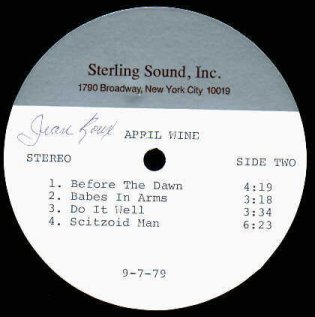 Sterling Sound, Inc.
1790 Broadway, New York City 10019
APRIL WINE
STEREO SIDE TWO
1. Before The Dawn 4:19
2. Babes In Arms 3:18
3. Do It Well 3:34
4. Scitzoid Man 6:23
9-7-79